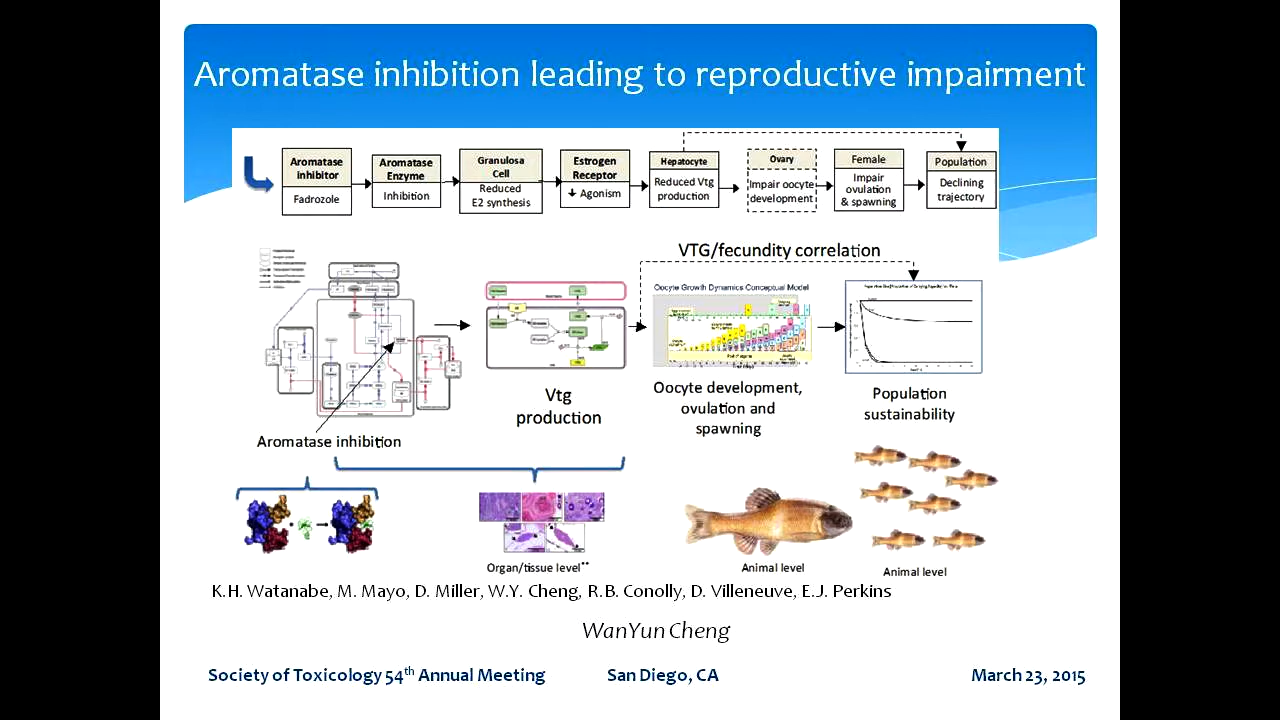 Aromatase inhibition leading to reproductive impairment
Aromatase
inhibitor
Fadrozole
Aromatase
Enzyme
Inhibition
Granulosa
Cell
Reduced
E2 synthesis
Estrogen
Receptor
Agonism
Hepatocyte
Reduced Vtg
production
Ovary
Impair oocyte
development
Female
Impair
ovulation
& spawning
Population
Declining
trajectory
VTG/fecundity correlation
Oocyte Growth Dynamics Conceptual Model
Aromatase inhibition
Vtg
production
Oocyte development,
ovulation and
spawning
Population
sustainability
Organ/tissue level**
Animal level
Animal level
K.H. Watanabe, M. Mayo, D. Miller, W.Y. Cheng, R.B. Conolly, D. Villeneuve, E.J. Perkins
WanYun Cheng
Society of Toxicology 54th Annual Meeting
San Diego, CA
March 23, 2015